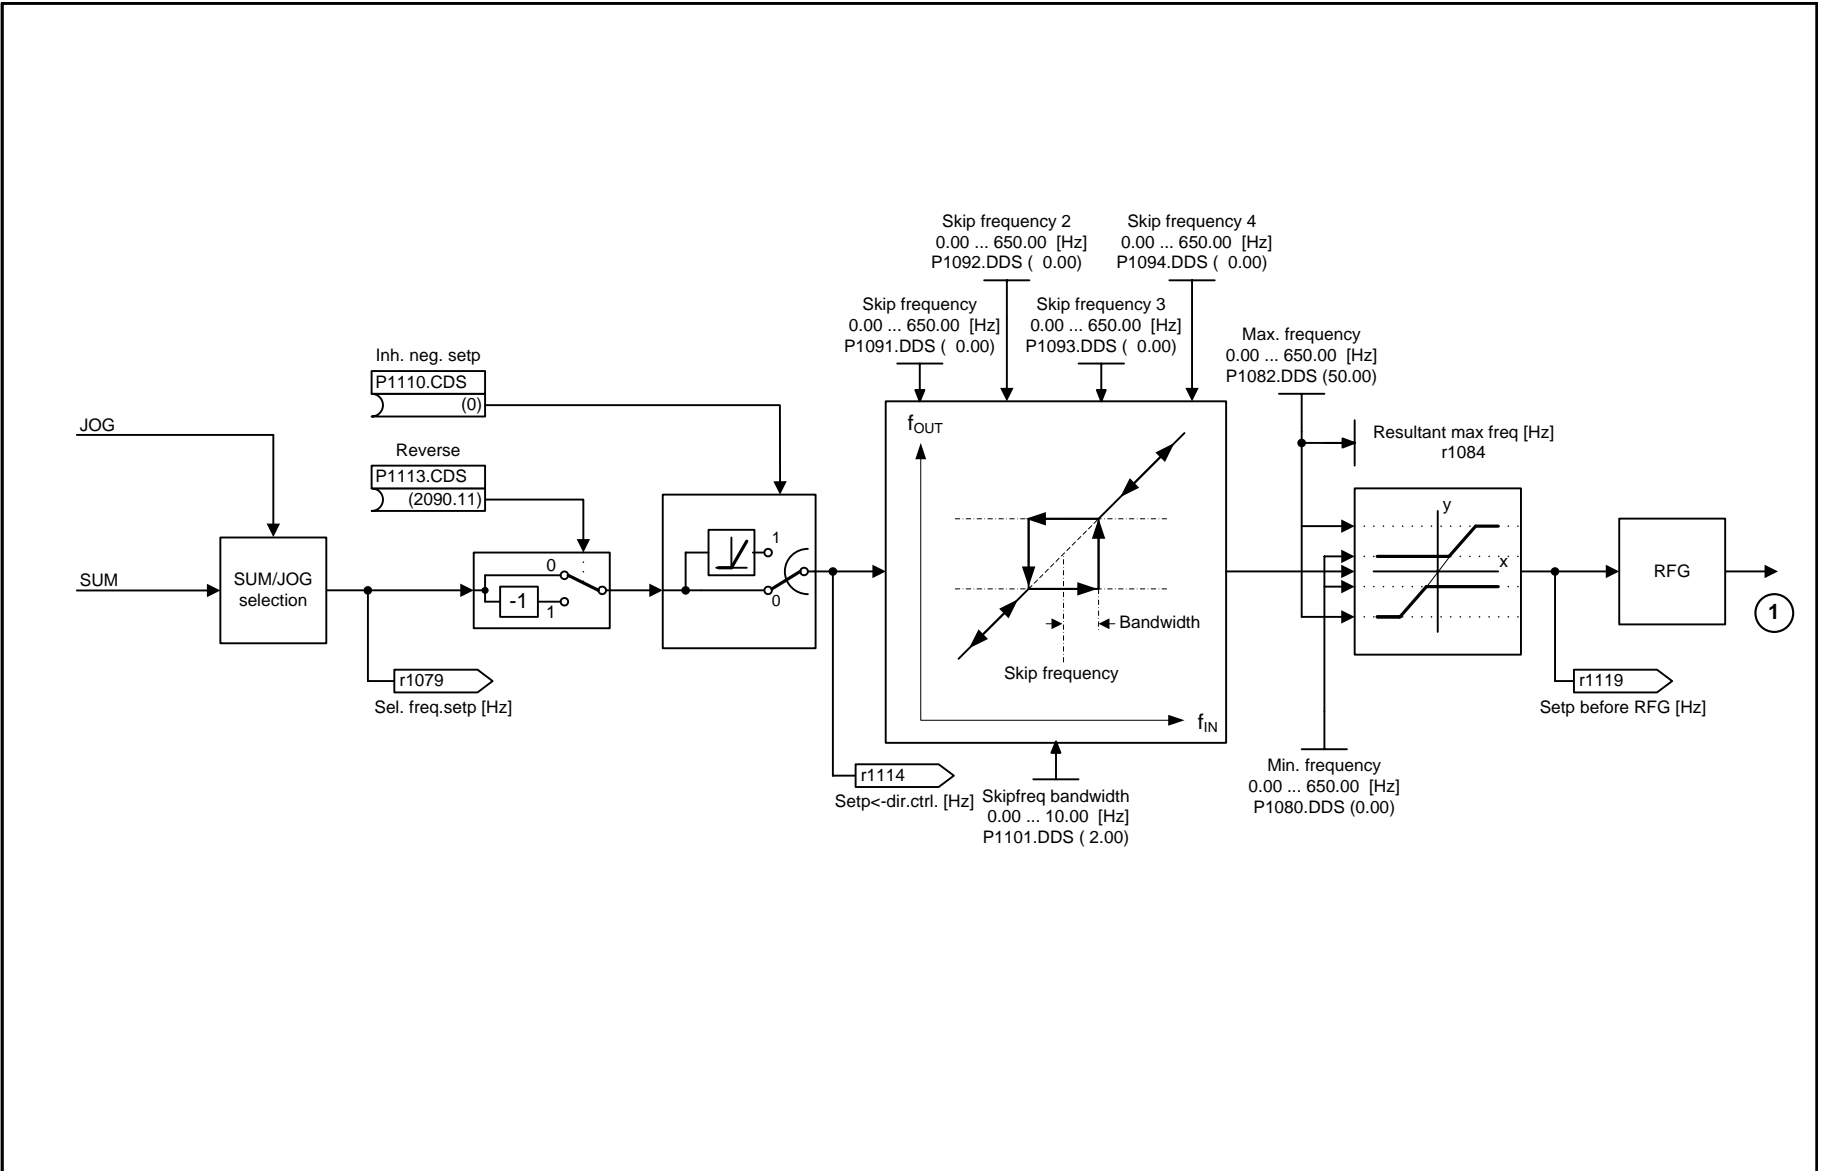 Skip frequency 2
0.00 ... 650.00 [Hz]
P1092.DDS ( 0.00)
Skip frequency 4
0.00 ... 650.00 [Hz]
P1094.DDS ( 0.00)
Skip frequency
0.00 ... 650.00 [Hz]
P1091.DDS ( 0.00)
Skip frequency 3
0.00 ... 650.00 [Hz]
P1093.DDS ( 0.00)
Max. frequency
0.00 ... 650.00 [Hz]
P1082.DDS (50.00)
Inh. neg. setp
P1110.CDS
(0)
JOG
Reverse
P1113.CDS
(2090.11)
fOUT
Resultant max freq [Hz]
r1084
SUM
SUM/JOG
selection
0
-1
1
1
0
Bandwidth
Skip frequency
fIN
y
x
RFG
1
r1079
Sel. freq.setp [Hz]
r1119
Setp before RFG [Hz]
r1114
Setp<-dir.ctrl. [Hz]
Skipfreq bandwidth
0.00 ... 10.00 [Hz]
P1101.DDS ( 2.00)
Min. frequency
0.00 ... 650.00 [Hz]
P1080.DDS (0.00)